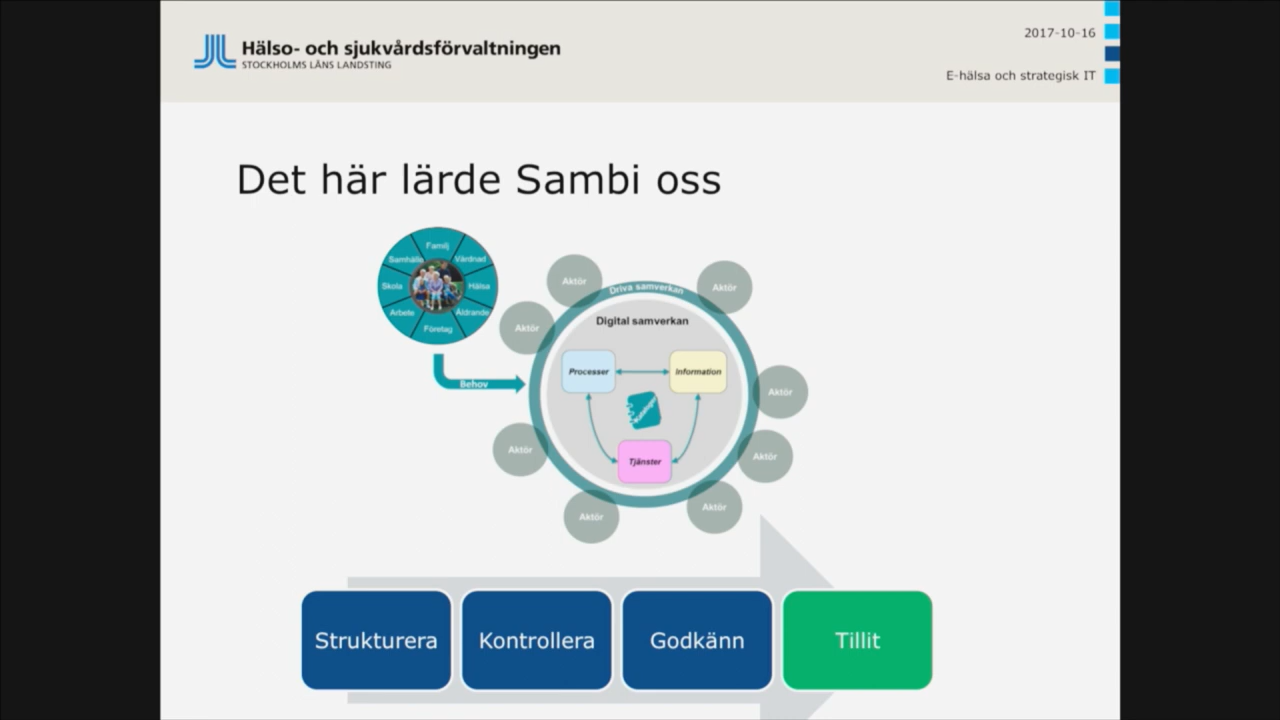 Hälso- och sjukvårdsförvaltningen
STOCKHOLMS LÄNS LANDSTING
2017-10-16
E-hälsa och strategisk IT
Det här lärde Sambi oss
Familj
Samhälle
Vårdnad
Skola
Hälsa
Arbete
Åldrande
Företag
Behov
Aktör
Aktör
Aktör
Driva samverkan
Digital samverkan
Processer
Information
Tjänster
Aktör
Aktör
Aktör
Aktör
Aktör
Strukturera
Kontrollera
Godkänn
Tillit